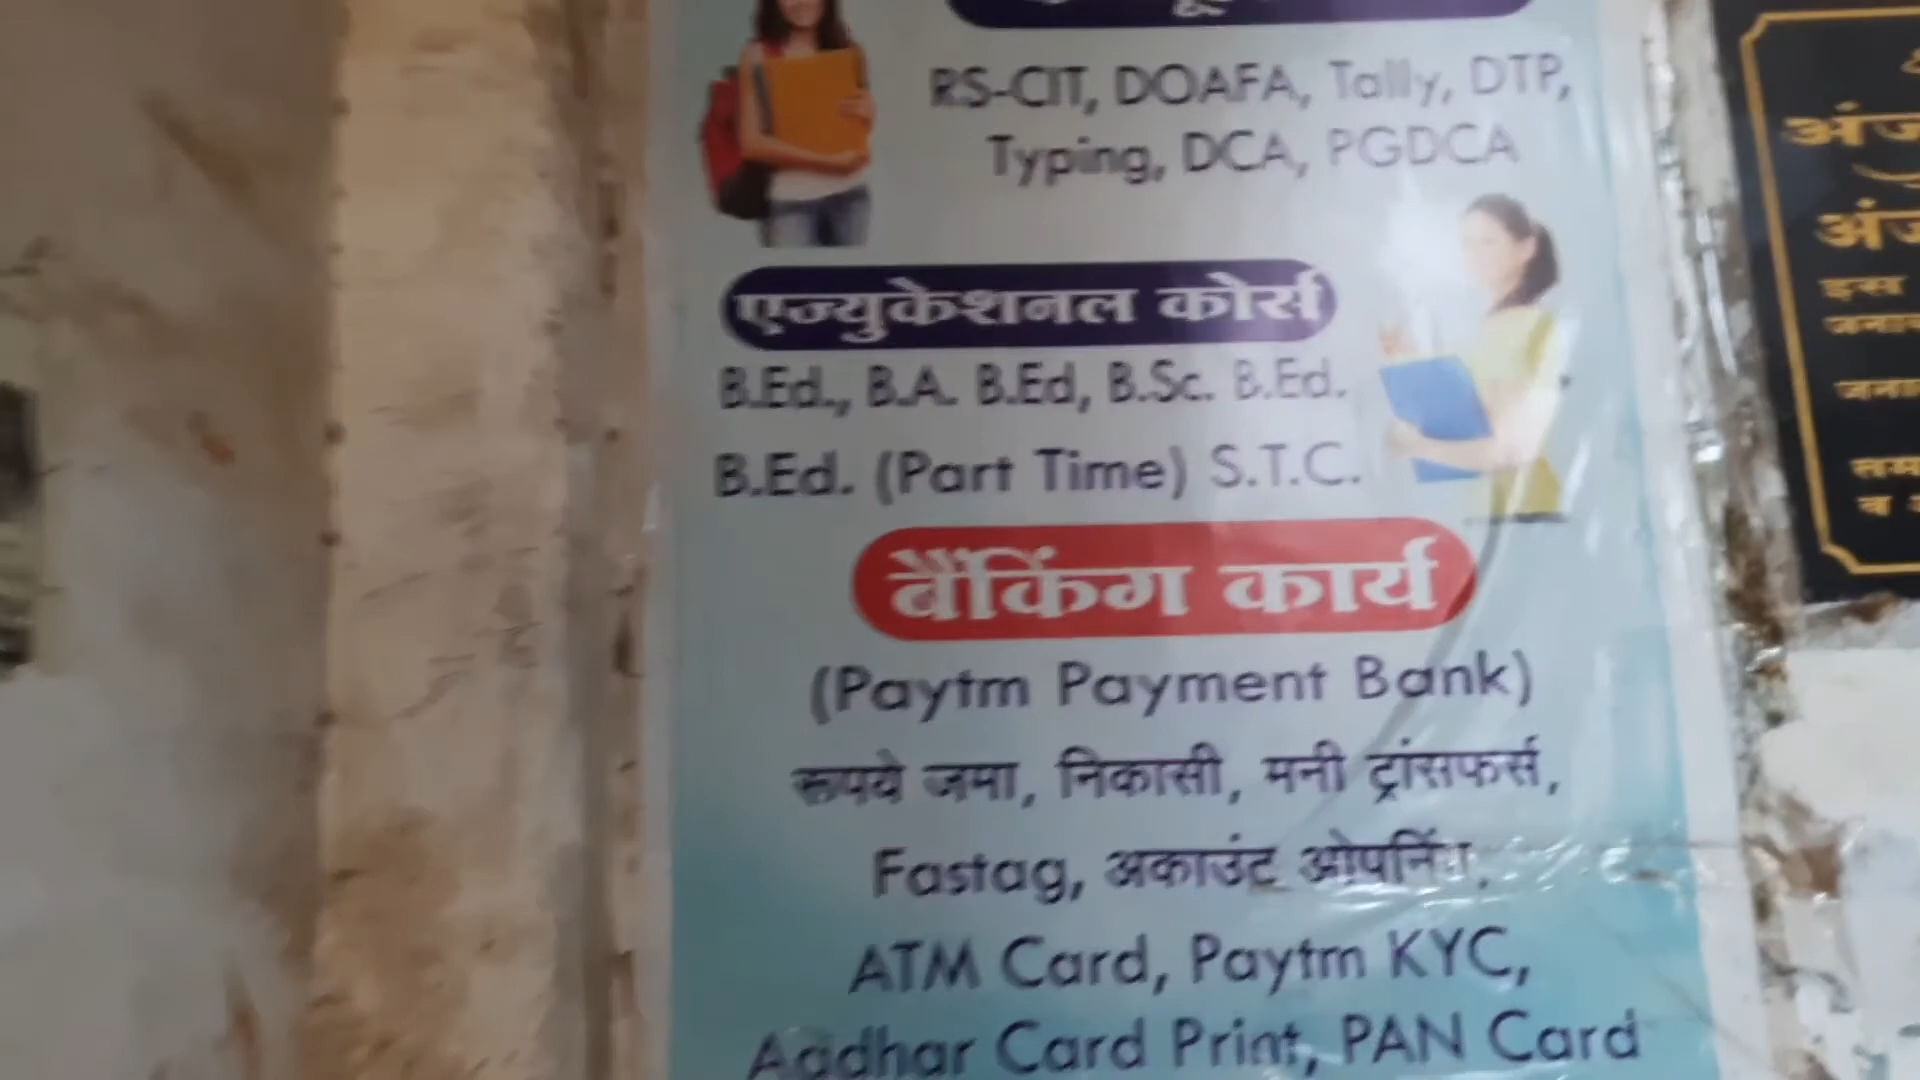 RS-CIT, DOAFA, Tally, DTP,
Typing, DCA, PGDCA
एज्युकेशनल कोर्स
B.Ed., B.A. B.Ed, B.Sc. B.Ed.
B.Ed. (Part Time) S.T.C.
बैंकिंग कार्य
(Paytm Payment Bank)
रूपये जमा, निकासी, मनी ट्रांसफर्स,
Fastag, अकाउंट ओपनिंग,
ATM Card, Paytm KYC,
Aadhar Card Print, PAN Card
इस